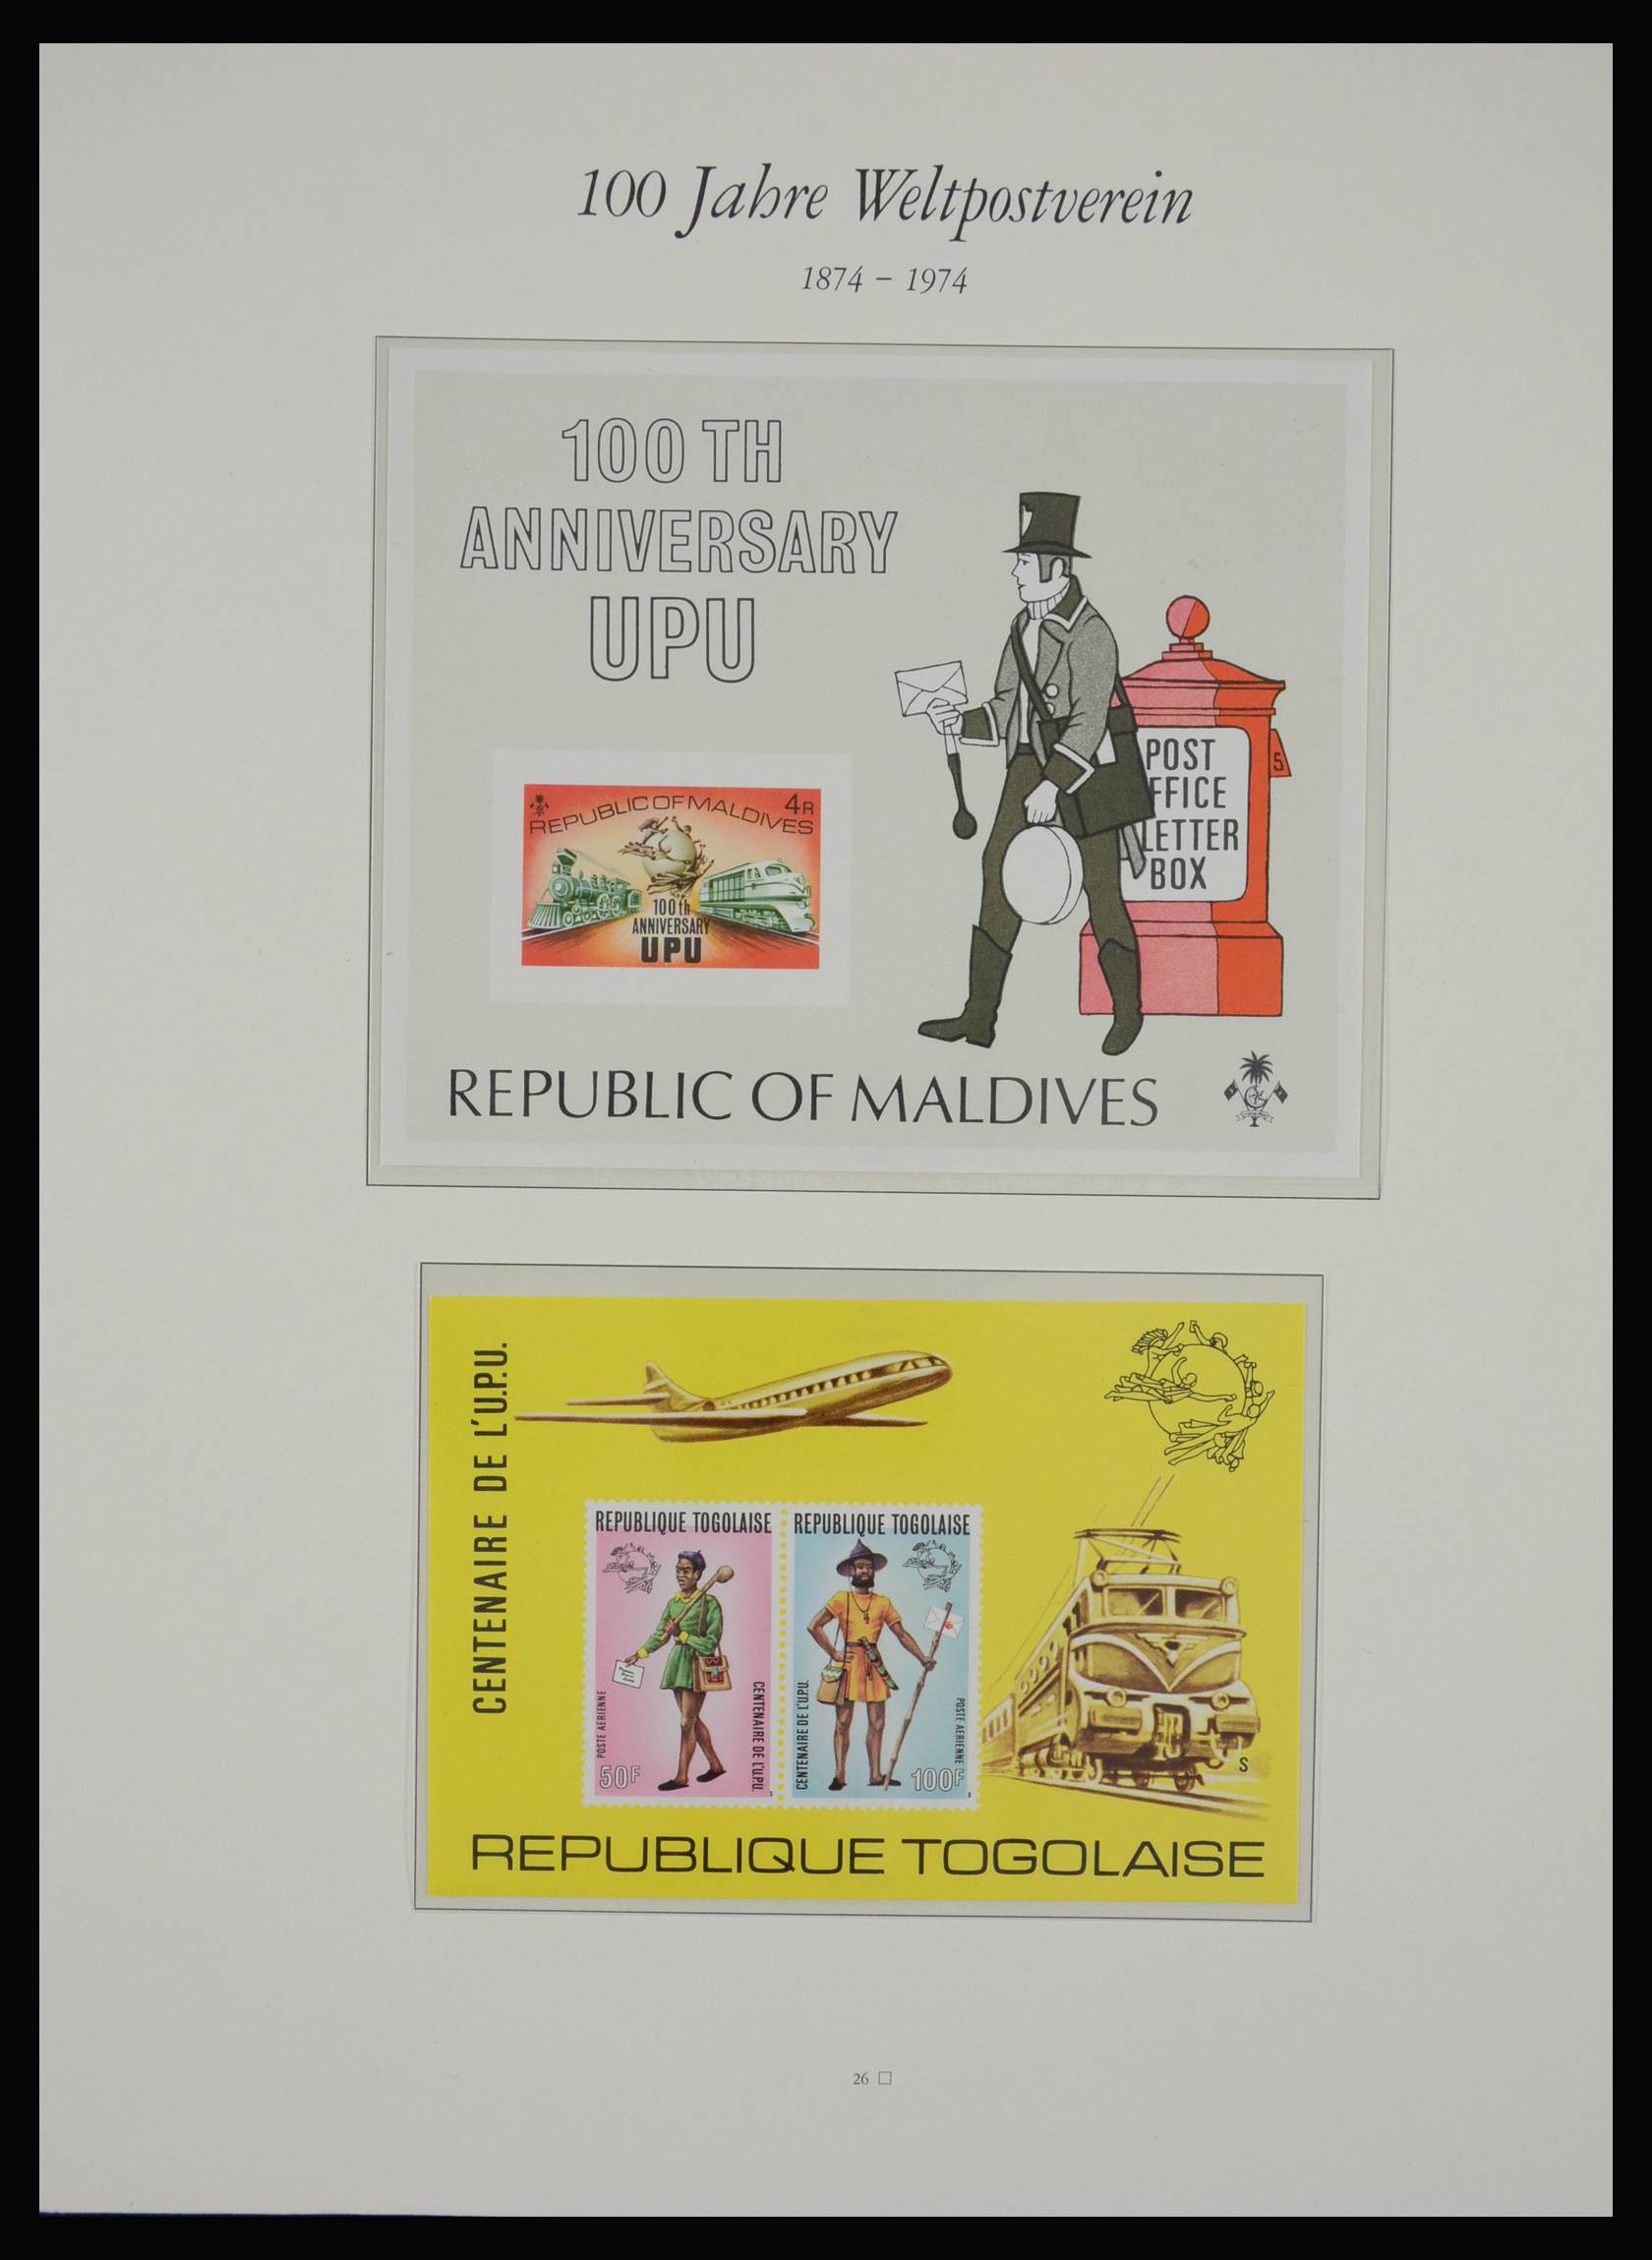 100 Jahre Weltpostverein
1874 – 1974
100 TH
ANNIVERSARY
UPU
POST
FFICE
LETTER
BOX
5
4R
REPUBLIC OF MALDIVES
100th
ANNIVERSARY
UPU
REPUBLIC OF MALDIVES
CENTENAIRE DE L'U.P.U.
REPUBLIQUE TOGOLAISE
POSTE AERIENNE
CENTENAIRE DE L'U.P.U.
50F
REPUBLIQUE TOGOLAISE
CENTENAIRE DE L'U.P.U.
POSTE AERIENNE
100F
S
REPUBLIQUE TOGOLAISE
26 □